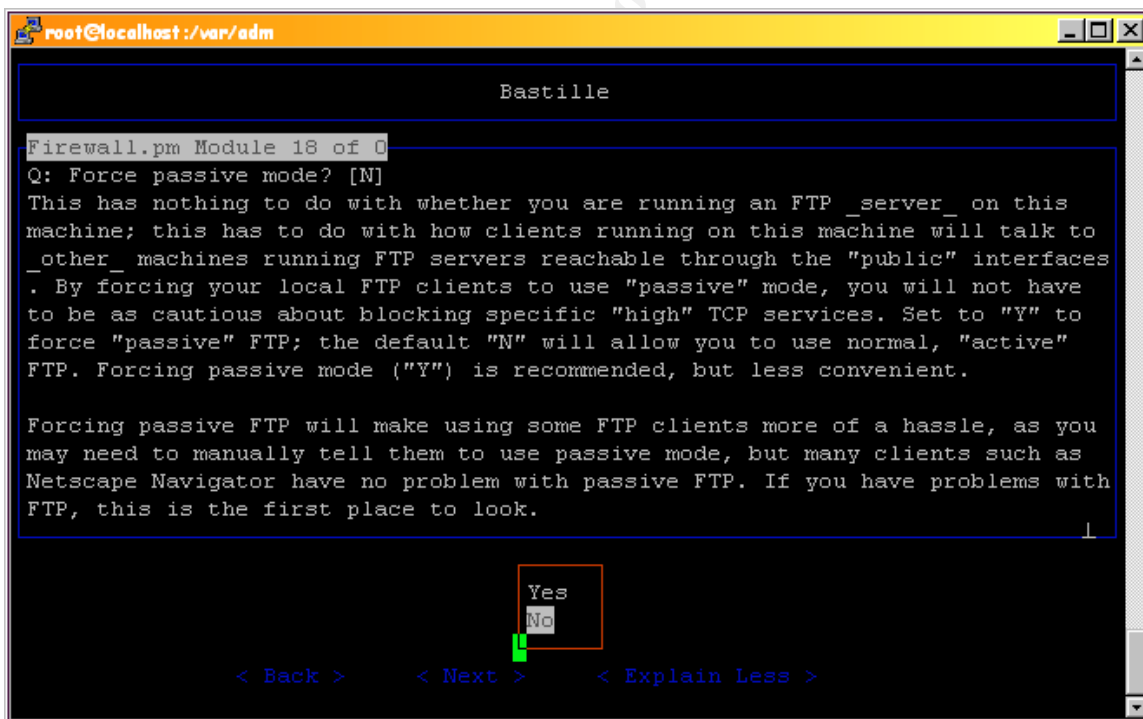 root@localhost:/var/adm
Bastille
Firewall.pm Module 18 of 0
Q: Force passive mode? [N]
This has nothing to do with whether you are running an FTP _server_ on this
machine; this has to do with how clients running on this machine will talk to
_other_ machines running FTP servers reachable through the "public" interfaces
. By forcing your local FTP clients to use "passive" mode, you will not have
to be as cautious about blocking specific "high" TCP services. Set to "Y" to
force "passive" FTP; the default "N" will allow you to use normal, "active"
FTP. Forcing passive mode ("Y") is recommended, but less convenient.
Forcing passive FTP will make using some FTP clients more of a hassle, as you
may need to manually tell them to use passive mode, but many clients such as
Netscape Navigator have no problem with passive FTP. If you have problems with
FTP, this is the first place to look.
Yes
No
< Back > < Next > < Explain Less >